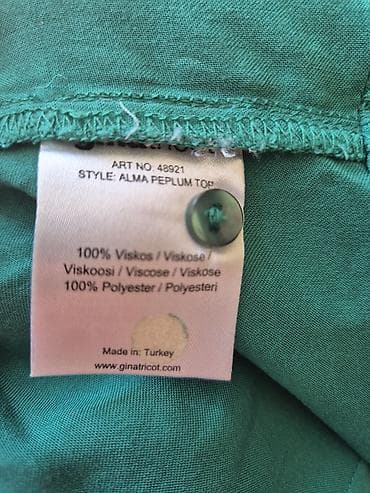 ginatricot
ART NO: 48921
STYLE: ALMA PEPLUM TOP
100% Viskos / Viskose /
Viskoosi / Viscose / Viskose
100% Polyester / Polyesteri
Made in: Turkey
www.ginatricot.com